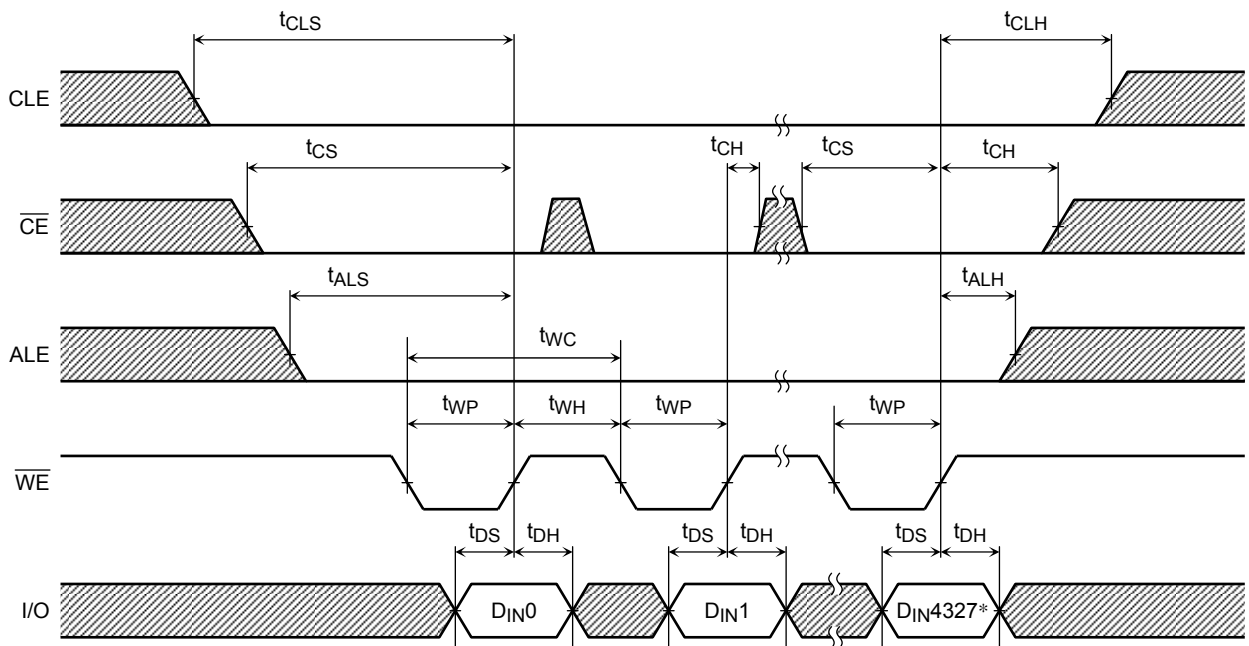 tCLS tCLH
CLE
tCS tCH tCS tCH
CE
tALS tALH
ALE
tWC
tWP tWH tWP tWP
WE
tDS tDH tDS tDH tDS tDH
I/O DIN0 DIN1 DIN4327*